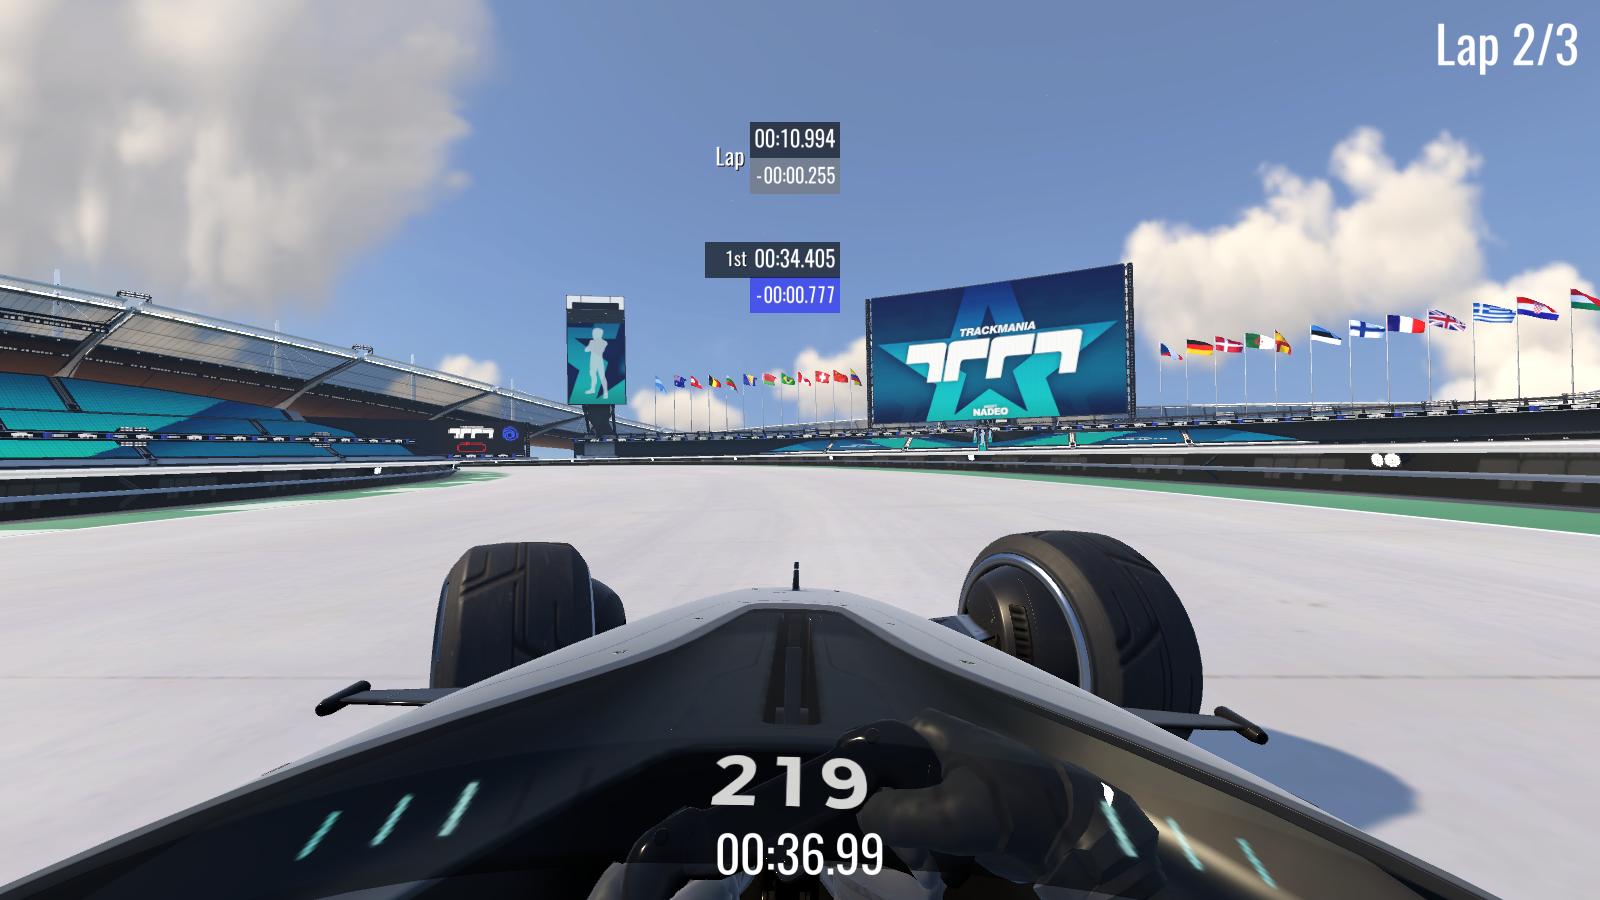 Lap 2/3
00:10.994
Lap
-00:00.255
1st 00:34.405
-00:00.777
TRACKMANIA
NADEO
219
00:36.99